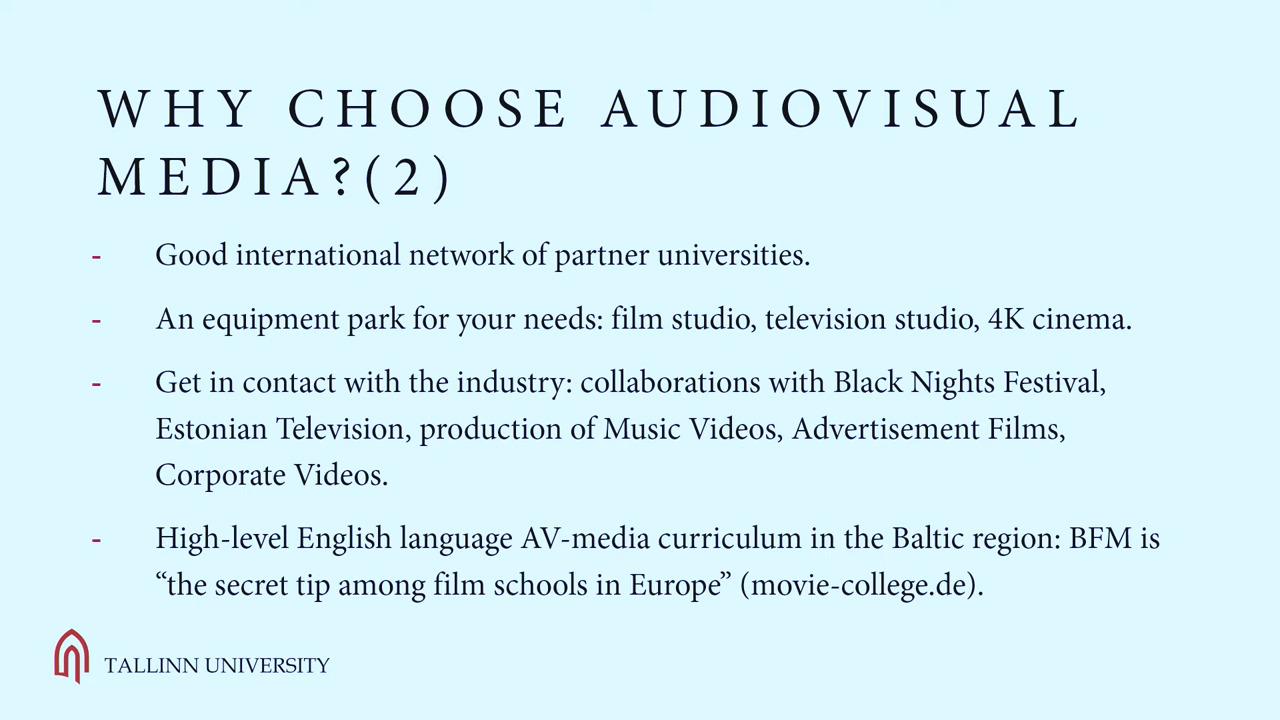 WHY CHOOSE AUDIOVISUAL
MEDIA?(2)
- Good international network of partner universities.
- An equipment park for your needs: film studio, television studio, 4K cinema.
- Get in contact with the industry: collaborations with Black Nights Festival,
Estonian Television, production of Music Videos, Advertisement Films,
Corporate Videos.
- High-level English language AV-media curriculum in the Baltic region: BFM is
“the secret tip among film schools in Europe” (movie-college.de).
TALLINN UNIVERSITY